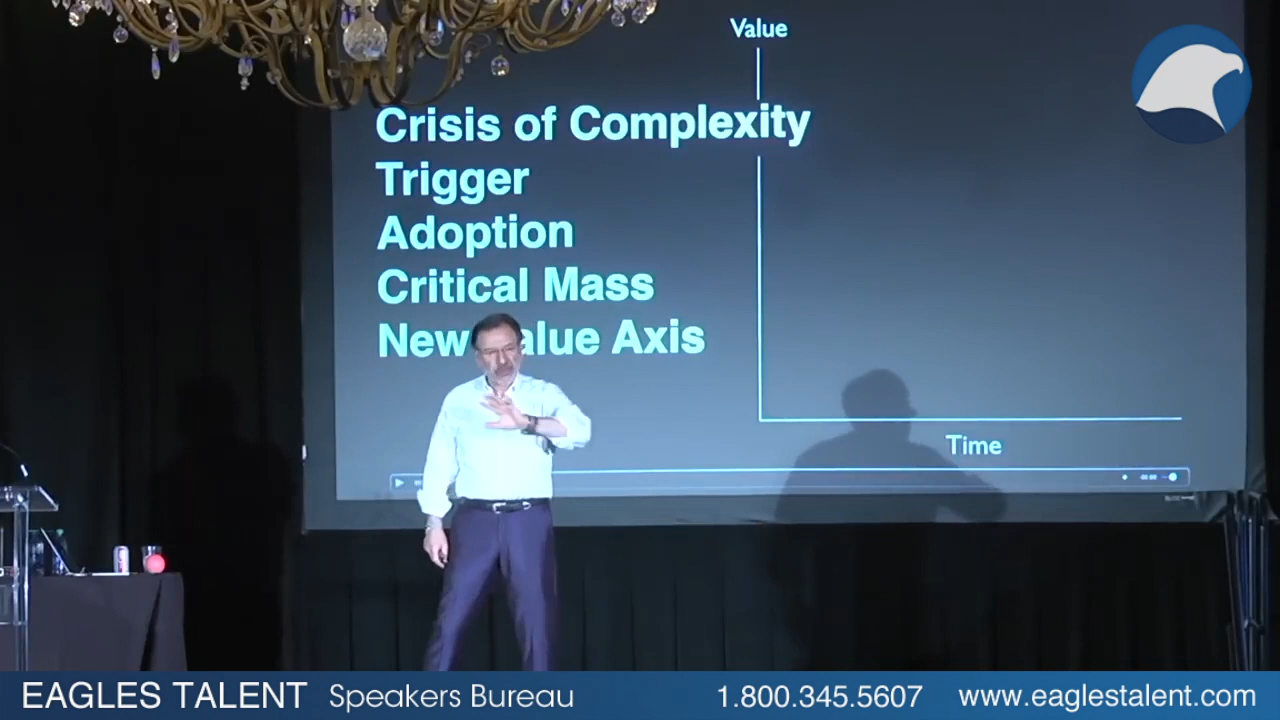 Value
Crisis of Complexity
Trigger
Adoption
Critical Mass
New alue Axis
Time
EAGLES TALENT Speakers Bureau 1.800.345.5607 www.eaglestalent.com